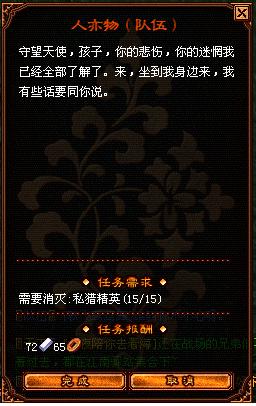 人亦物（队伍）
守望天使，孩子，你的悲伤，你的迷惘我
已经全部了解了。来，坐到我身边来，我
有些话要同你说。
任务需求
需要消灭:私猎精英(15/15)
任务报酬
72 65
完成 取消